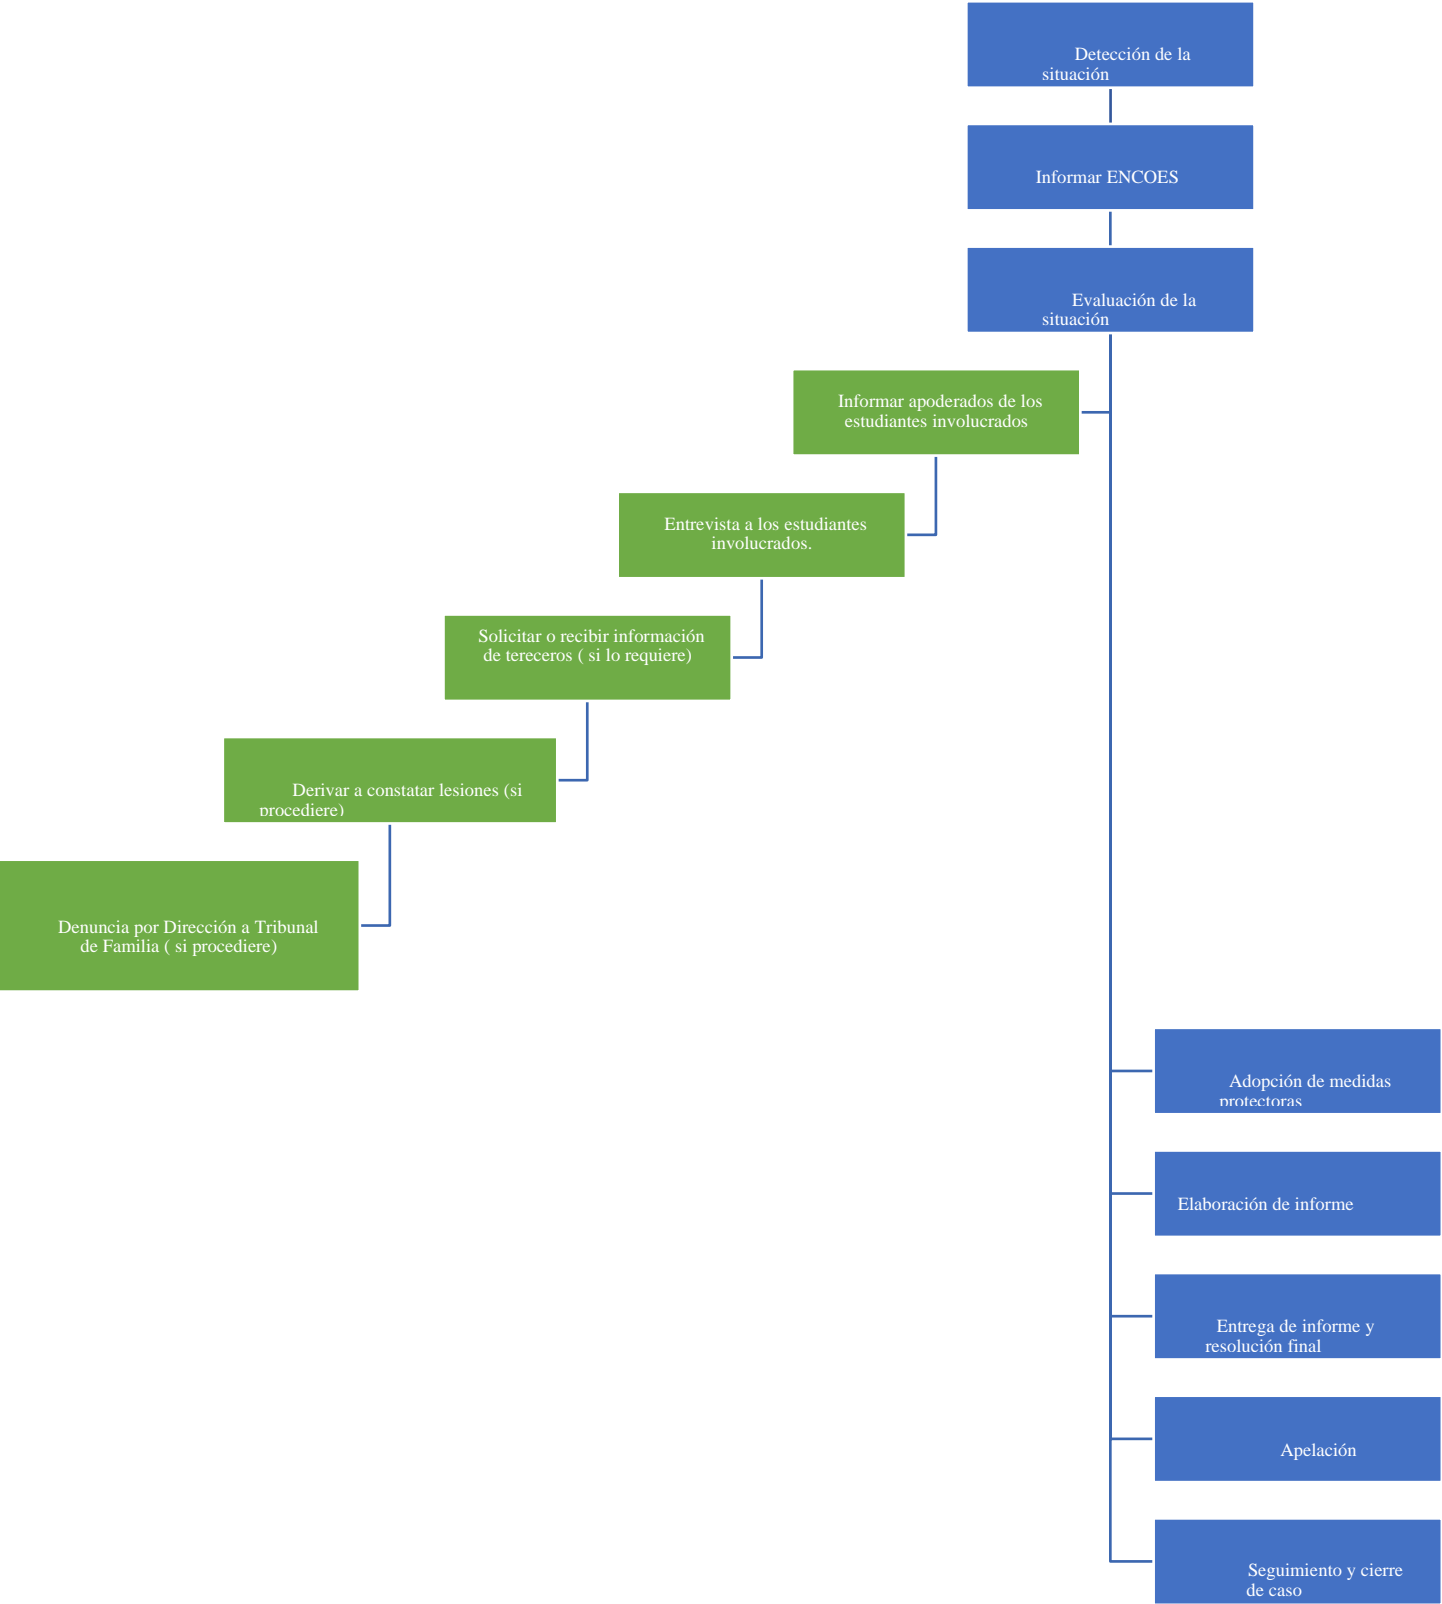 Detección de la
situación
Informar ENCOES
Evaluación de la
situación
Informar apoderados de los
estudiantes involucrados
Entrevista a los estudiantes
involucrados.
Solicitar o recibir información
de tereceros ( si lo requiere)
Derivar a constatar lesiones (si
procediere)
Denuncia por Dirección a Tribunal
de Familia ( si procediere)
Adopción de medidas
protectoras
Elaboración de informe
Entrega de informe y
resolución final
Apelación
Seguimiento y cierre
de caso